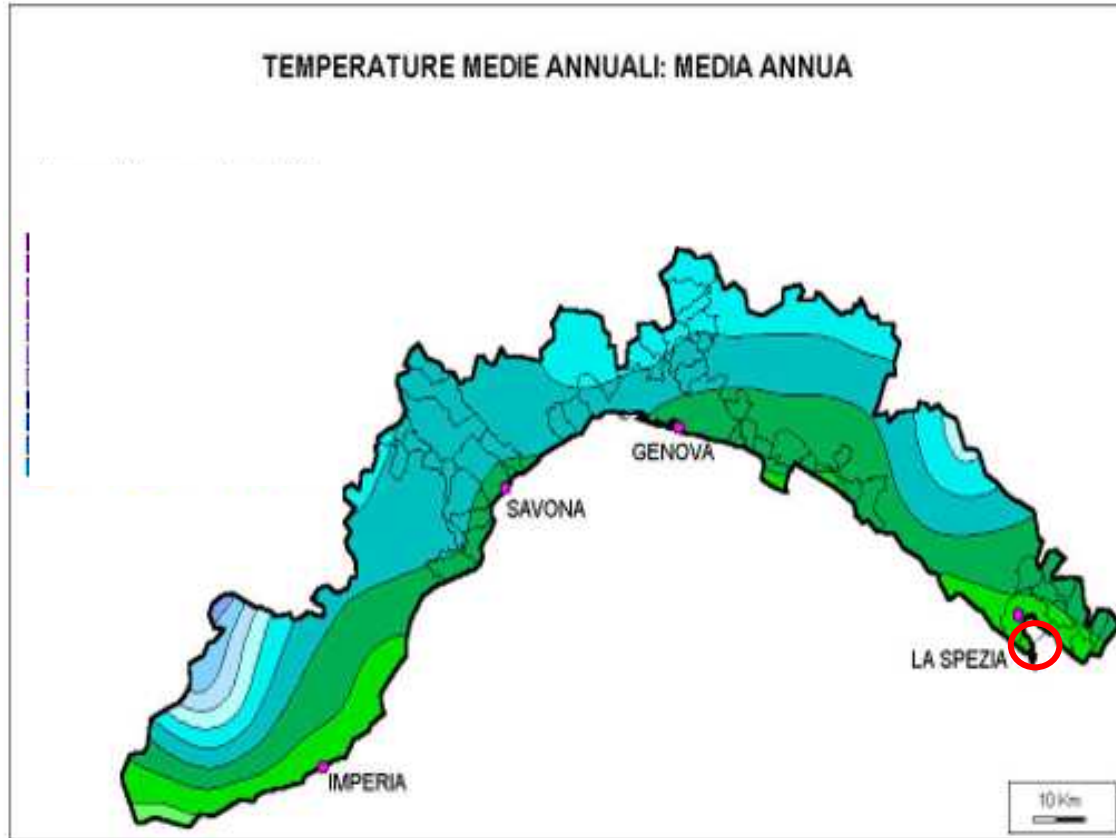 TEMPERATURE MEDIE ANNUALI: MEDIA ANNUA
GENOVA
SAVONA
LA SPEZIA
IMPERIA
10 Km